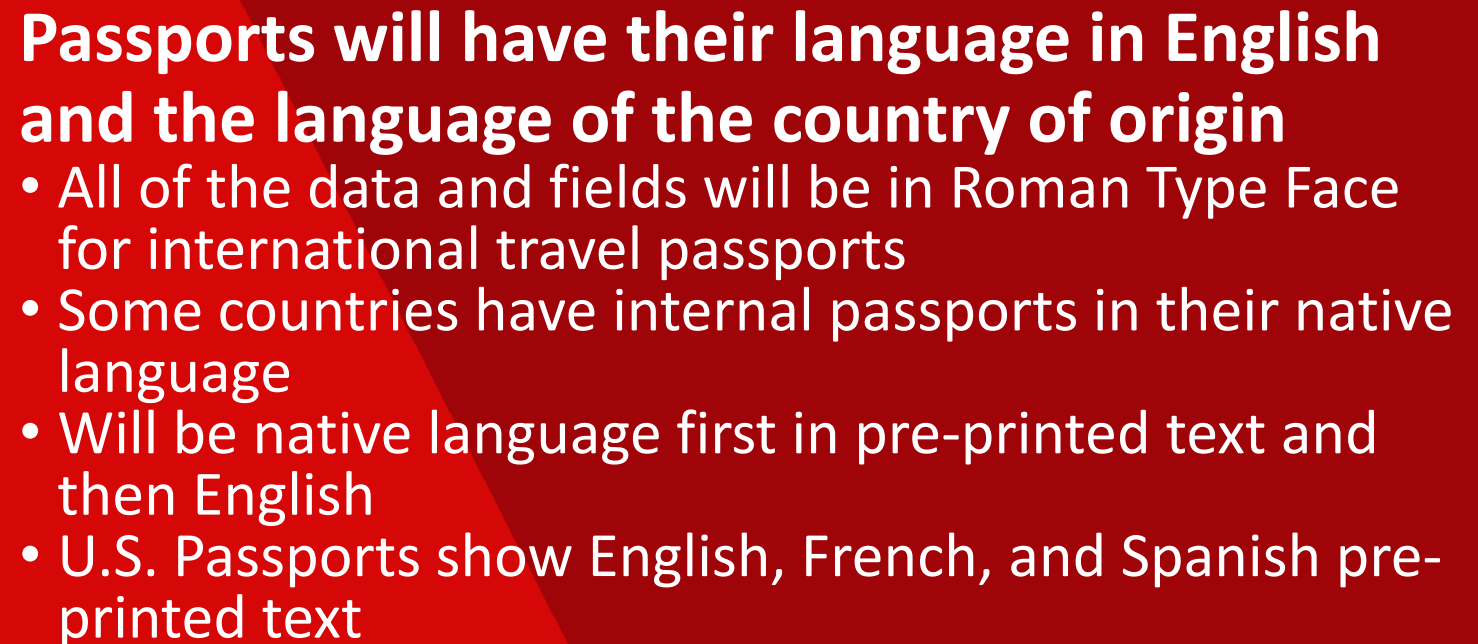 Passports will have their language in English
and the language of the country of origin
• All of the data and fields will be in Roman Type Face
for international travel passports
• Some countries have internal passports in their native
language
• Will be native language first in pre-printed text and
then English
• U.S. Passports show English, French, and Spanish pre-
printed text